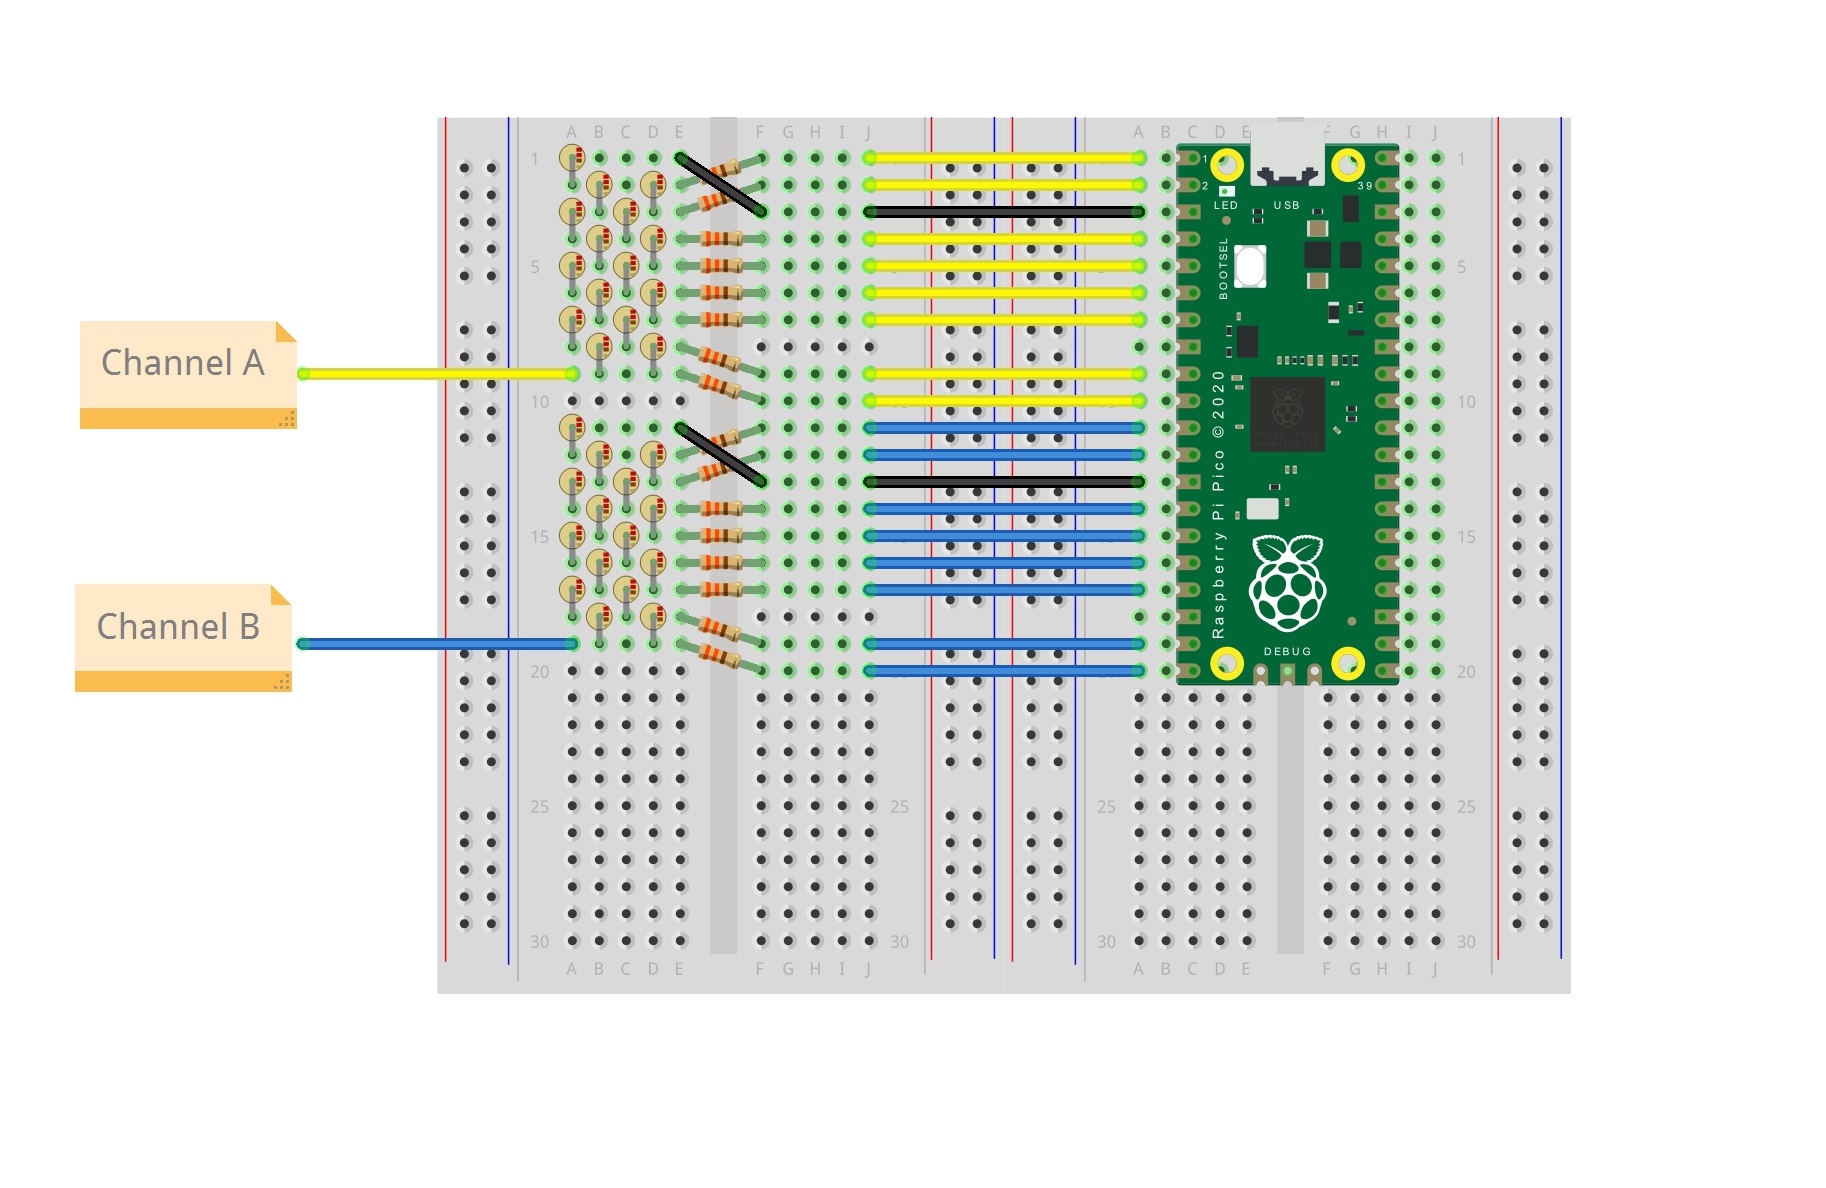 A B C D E F G H I J A B C D E F G H I J
1 1 1
2 39
LED USB
BOOTSEL
5 5
Channel A
10 10
Raspberry Pi Pico ©2020
15 15
Channel B
DEBUG
20 20 20
25 25 25 25
30 30 30 30
A B C D E F G H I J A B C D E F G H I J